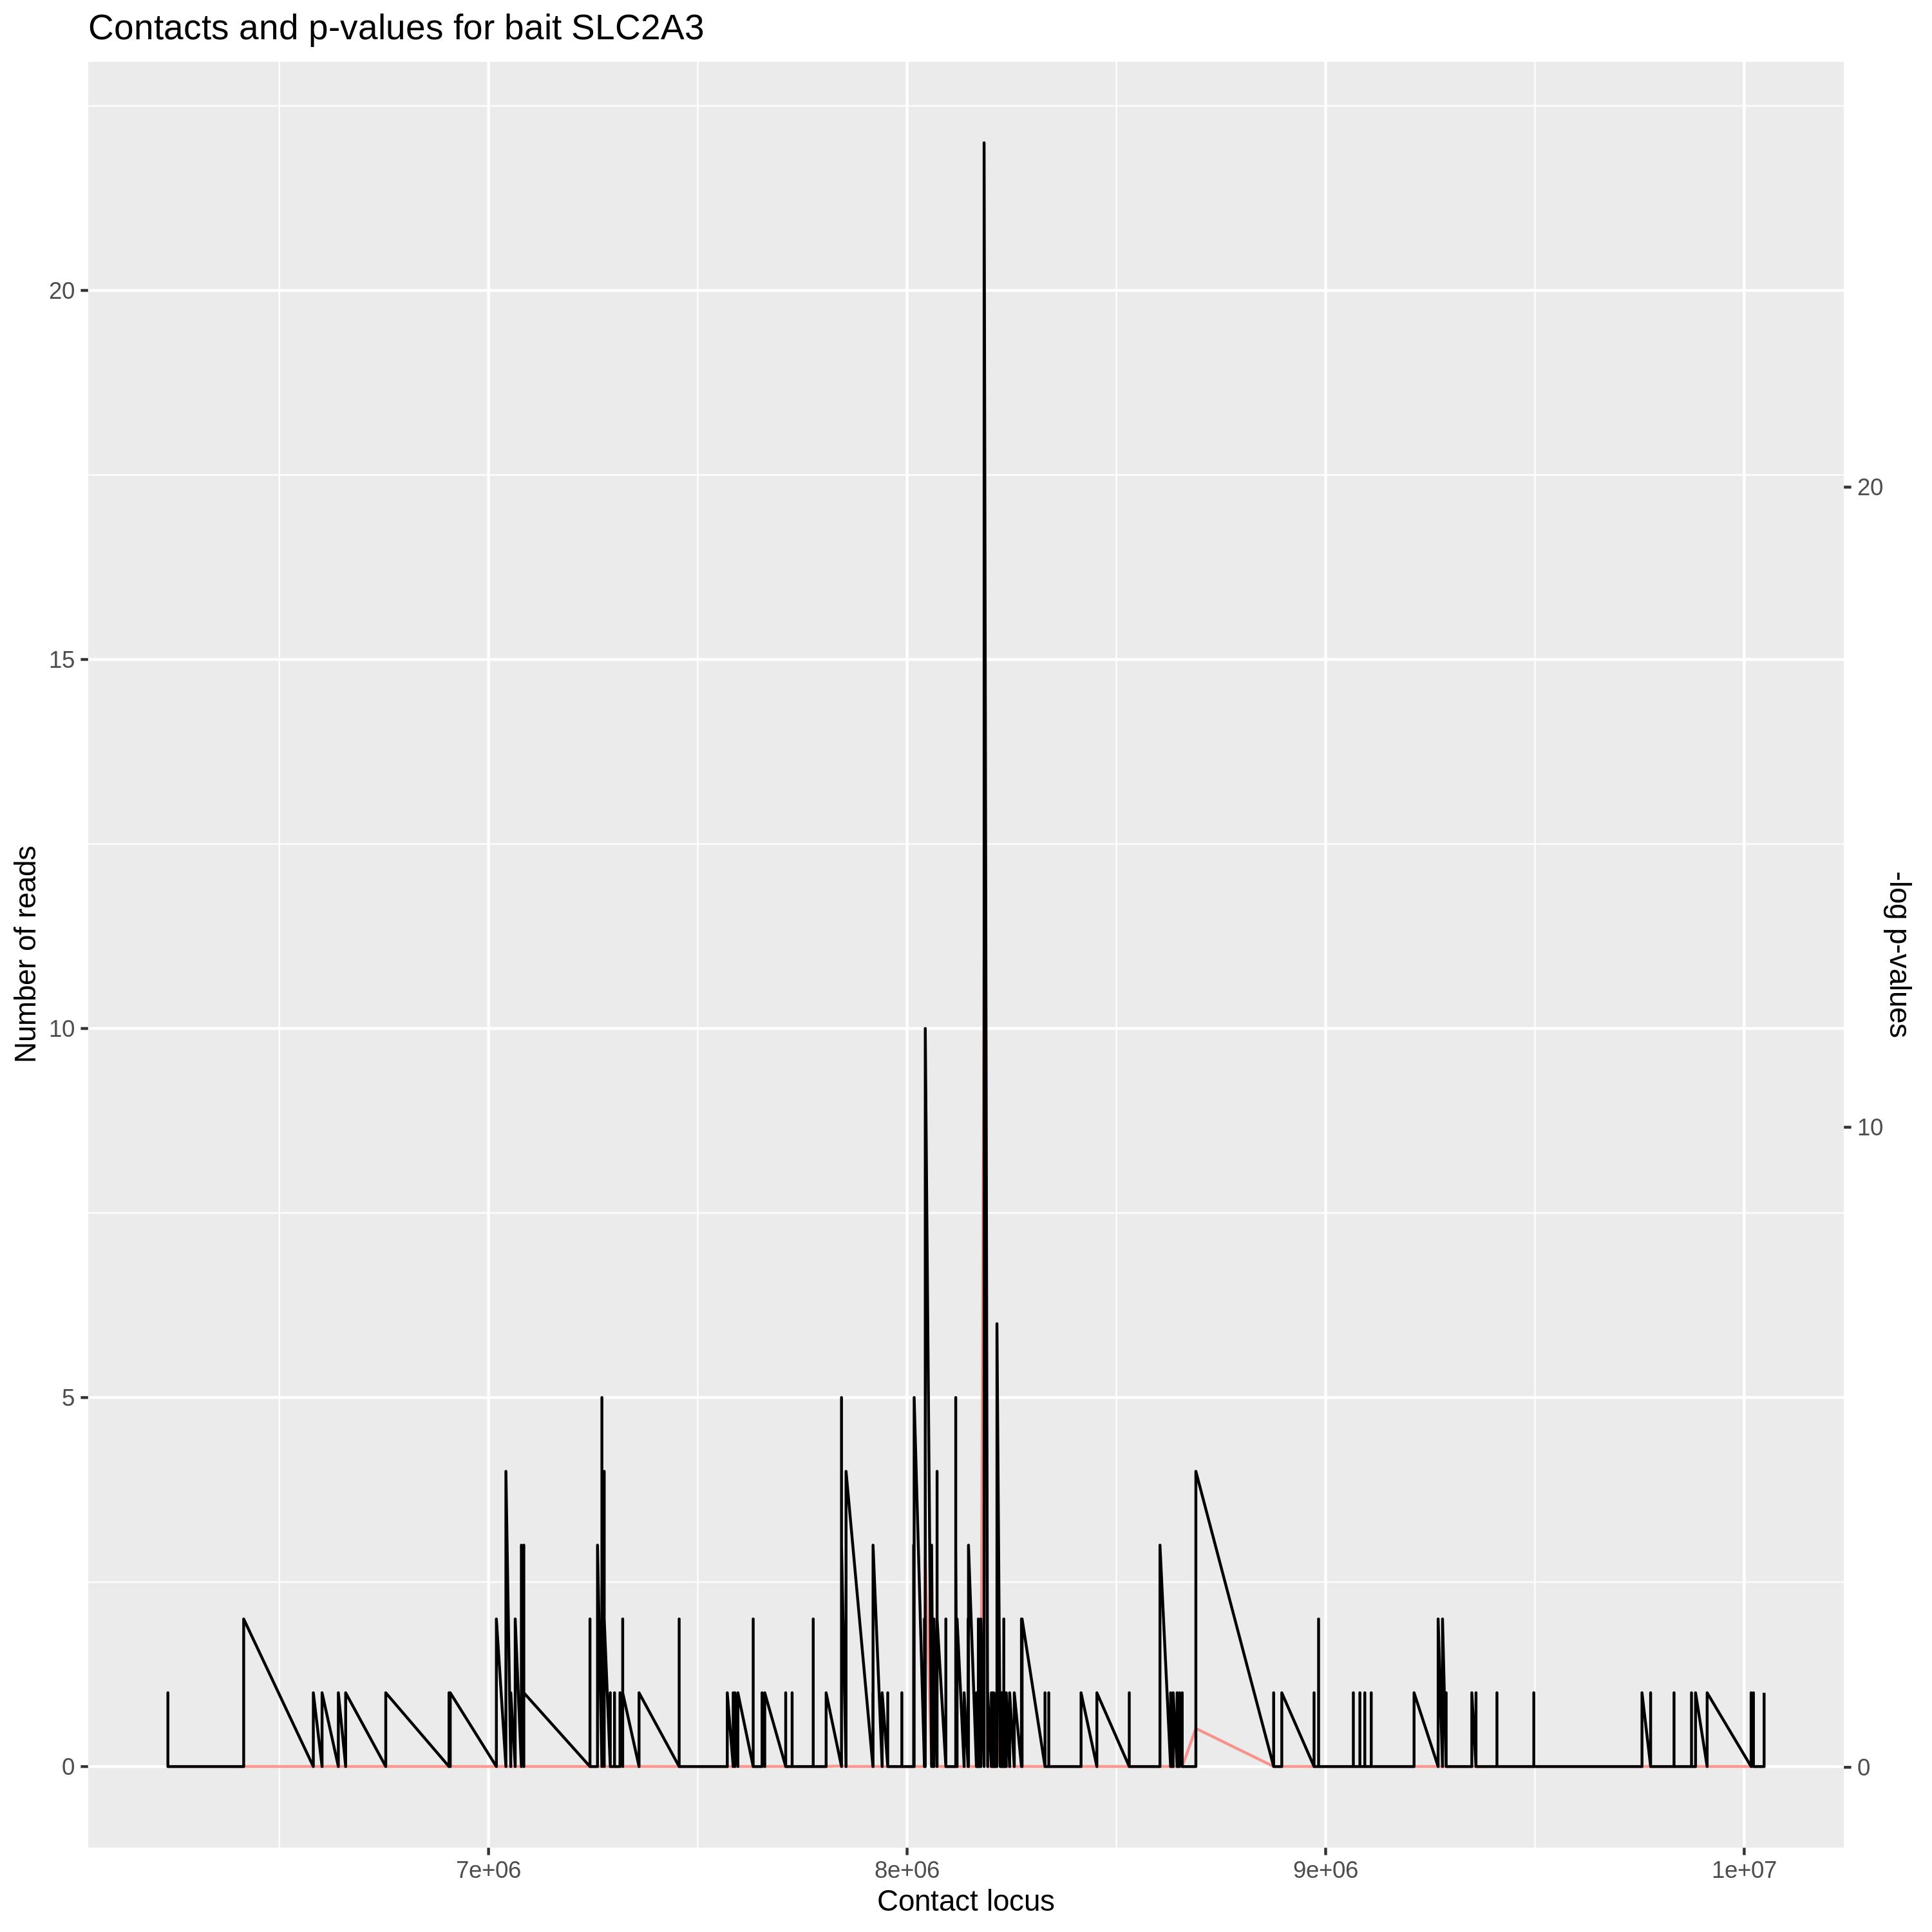 Contacts and p-values for bait SLC2A3
20
15
10
5
0
Number of reads
20
10
0
-log p-values
7e+06
8e+06
9e+06
1e+07
Contact locus